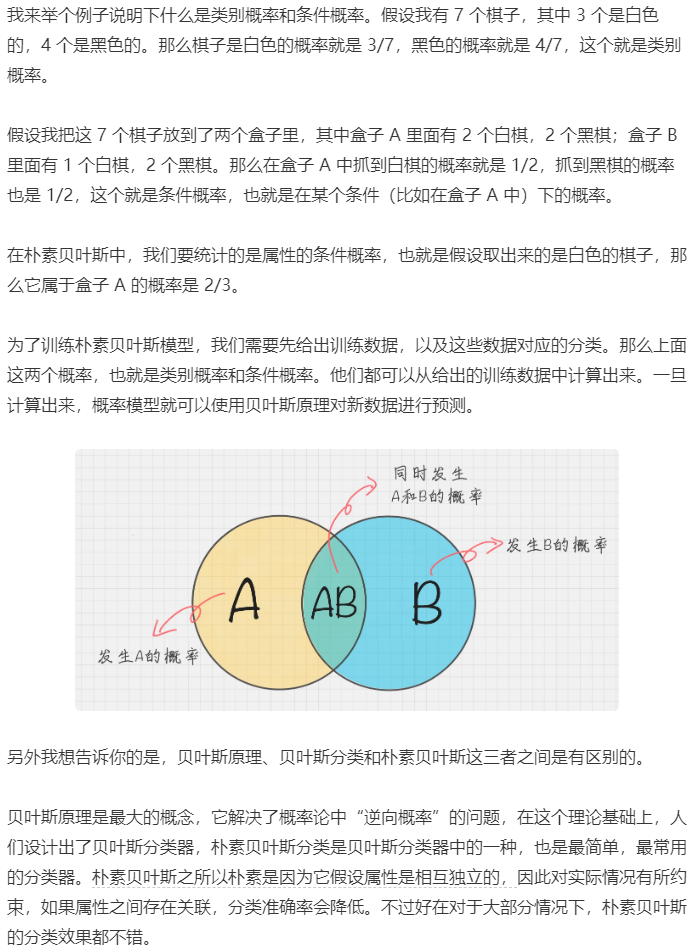 我来举个例子说明下什么是类别概率和条件概率。假设我有 7 个棋子，其中 3 个是白色
的，4 个是黑色的。那么棋子是白色的概率就是 3/7，黑色的概率就是 4/7，这个就是类别
概率。
假设我把这 7 个棋子放到了两个盒子里，其中盒子 A 里面有 2 个白棋，2 个黑棋；盒子 B
里面有 1 个白棋，2 个黑棋。那么在盒子 A 中抓到白棋的概率就是 1/2，抓到黑棋的概率
也是 1/2，这个就是条件概率，也就是在某个条件（比如在盒子 A 中）下的概率。
在朴素贝叶斯中，我们要统计的是属性的条件概率，也就是假设取出来的是白色的棋子，那
么它属于盒子 A 的概率是 2/3。
为了训练朴素贝叶斯模型，我们需要先给出训练数据，以及这些数据对应的分类。那么上面
这两个概率，也就是类别概率和条件概率。他们都可以从给出的训练数据中计算出来。一旦
计算出来，概率模型就可以使用贝叶斯原理对新数据进行预测。
同时发生
A和B的概率
发生B的概率
A
AB
B
发生A的概率
另外我想告诉你的是，贝叶斯原理、贝叶斯分类和朴素贝叶斯这三者之间是有区别的。
贝叶斯原理是最大的概念，它解决了概率论中“逆向概率”的问题，在这个理论基础上，人
们设计出了贝叶斯分类器，朴素贝叶斯分类是贝叶斯分类器中的一种，也是最简单，最常用
的分类器。朴素贝叶斯之所以朴素是因为它假设属性是相互独立的，因此对实际情况有所约
束，如果属性之间存在关联，分类准确率会降低。不过好在对于大部分情况下，朴素贝叶斯
的分类效果都不错。